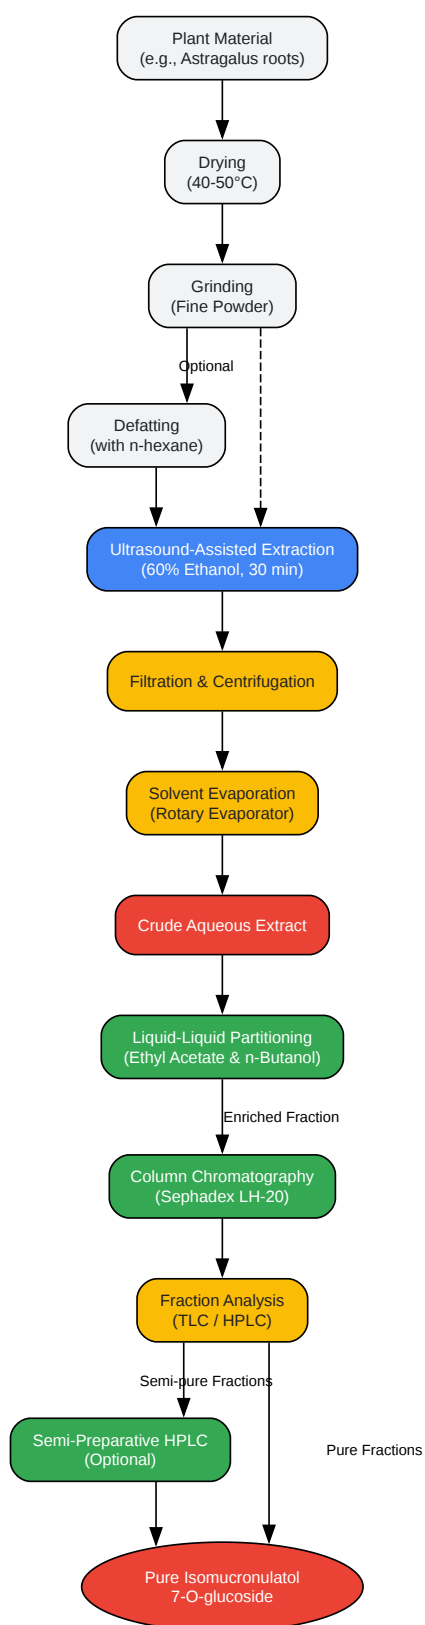 Plant Material
(e.g., Astragalus roots)
Drying
(40-50°C)
Grinding
(Fine Powder)
Optional
Defatting
(with n-hexane)
Ultrasound-Assisted Extraction
(60% Ethanol, 30 min)
Filtration & Centrifugation
Solvent Evaporation
(Rotary Evaporator)
Crude Aqueous Extract
Liquid-Liquid Partitioning
(Ethyl Acetate & n-Butanol)
Enriched Fraction
Column Chromatography
(Sephadex LH-20)
Fraction Analysis
(TLC / HPLC)
Semi-pure Fractions
Semi-Preparative HPLC
(Optional)
Pure Fractions
Pure Isomucronulatol
7-O-glucoside